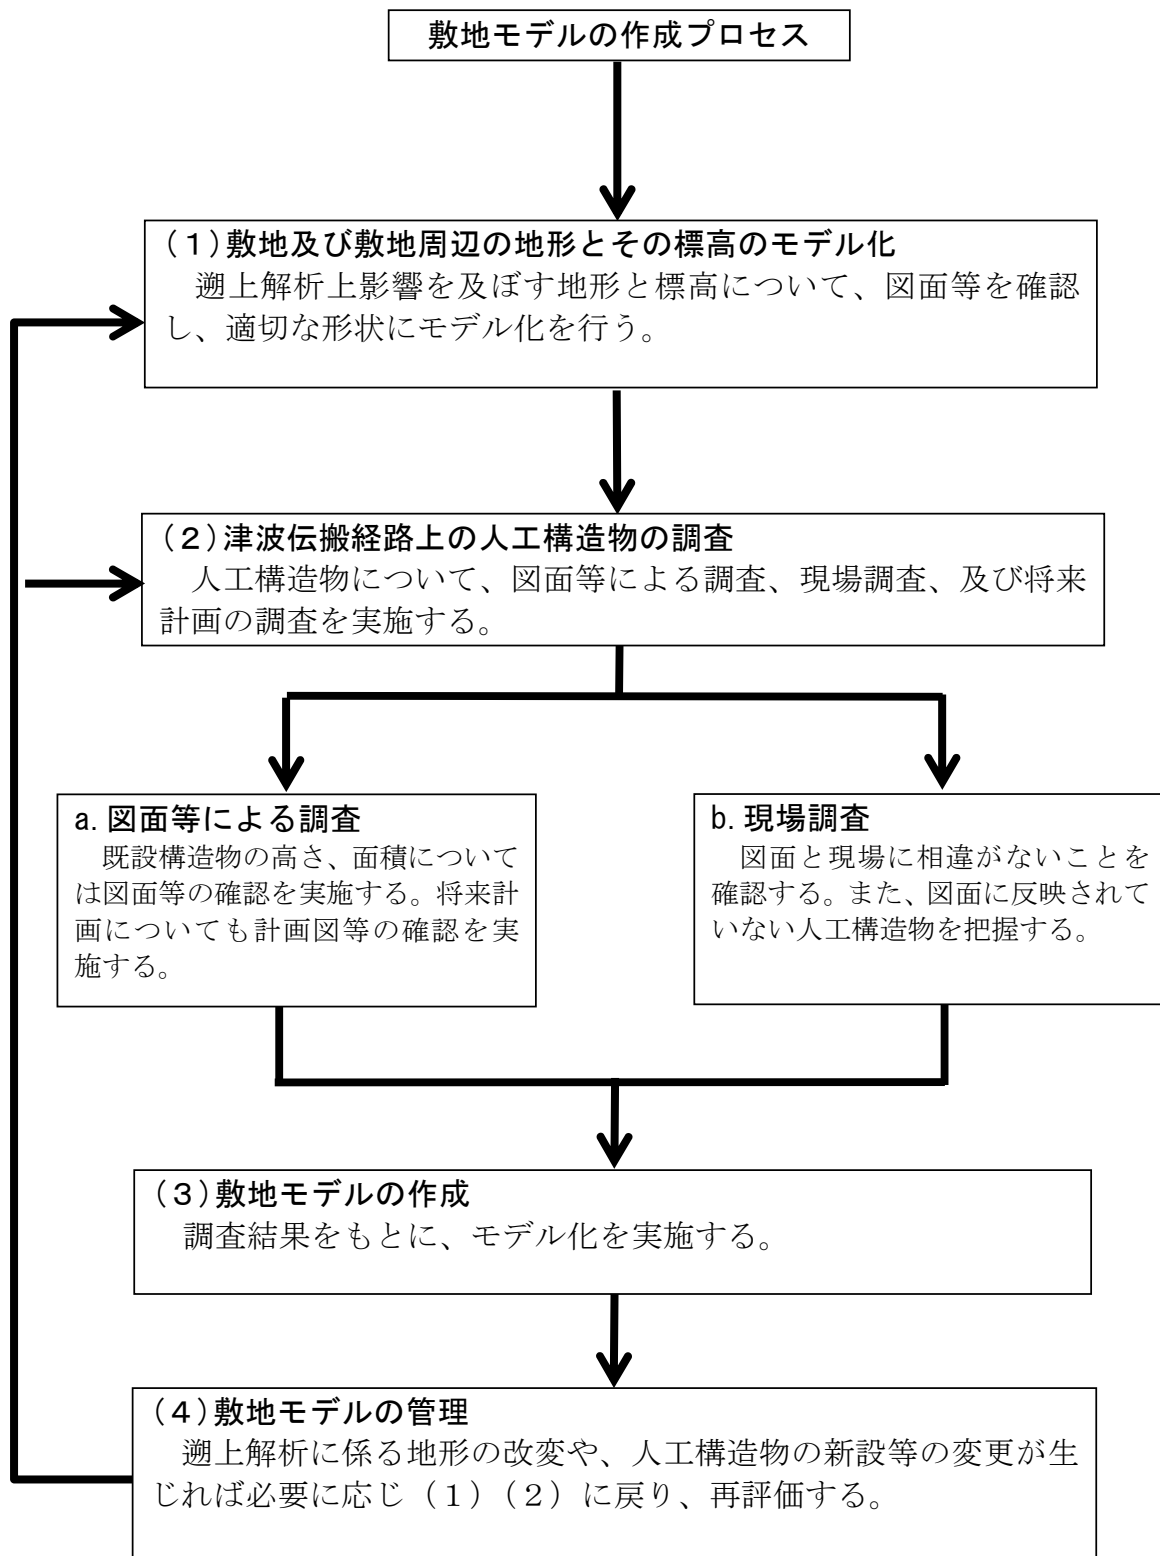 敷地モデルの作成プロセス
(1)敷地及び敷地周辺の地形とその標高のモデル化
遡上解析上影響を及ぼす地形と標高について、図面等を確認
し、適切な形状にモデル化を行う。
(2)津波伝搬経路上の人工構造物の調査
人工構造物について、図面等による調査、現場調査、及び将来
計画の調査を実施する。
a.図面等による調査
既設構造物の高さ、面積について
は図面等の確認を実施する。将来
計画についても計画図等の確認を実
施する。
b.現場調査
図面と現場に相違がないことを
確認する。また、図面に反映されて
いない人工構造物を把握する。
(3)敷地モデルの作成
調査結果をもとに、モデル化を実施する。
(4)敷地モデルの管理
遡上解析に係る地形の改変や、人工構造物の新設等の変更が生
じれば必要に応じ（1）（2）に戻り、再評価する。